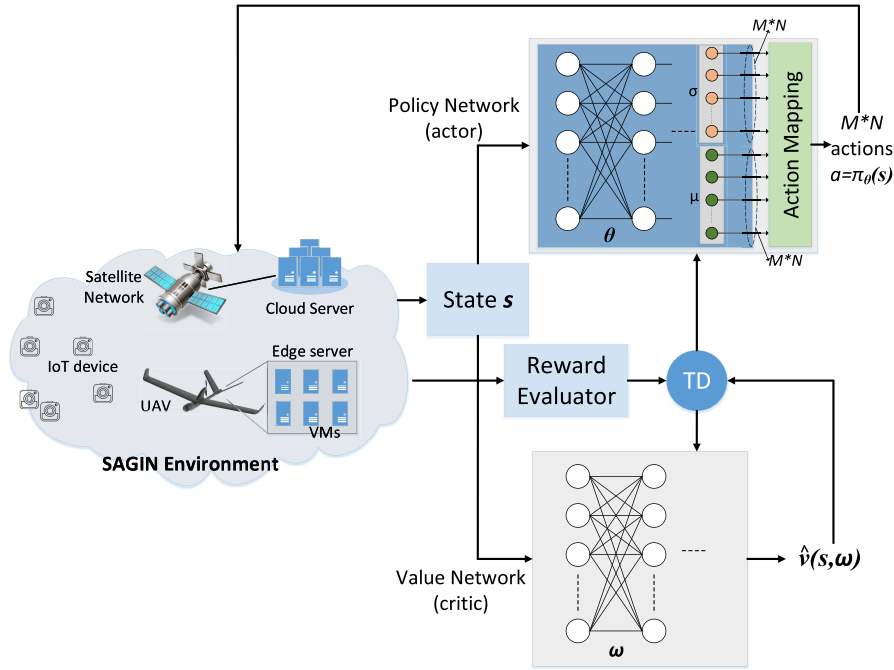 M*N
Policy Network
(actor)
σ
μ
θ
Action Mapping
M*N
actions
a=πθ(s)
M*N
Satellite
Network
Cloud Server
State s
IoT device
Edge server
UAV
VMs
SAGIN Environment
Reward
Evaluator
TD
Value Network
(critic)
ω
v̂(s,ω)